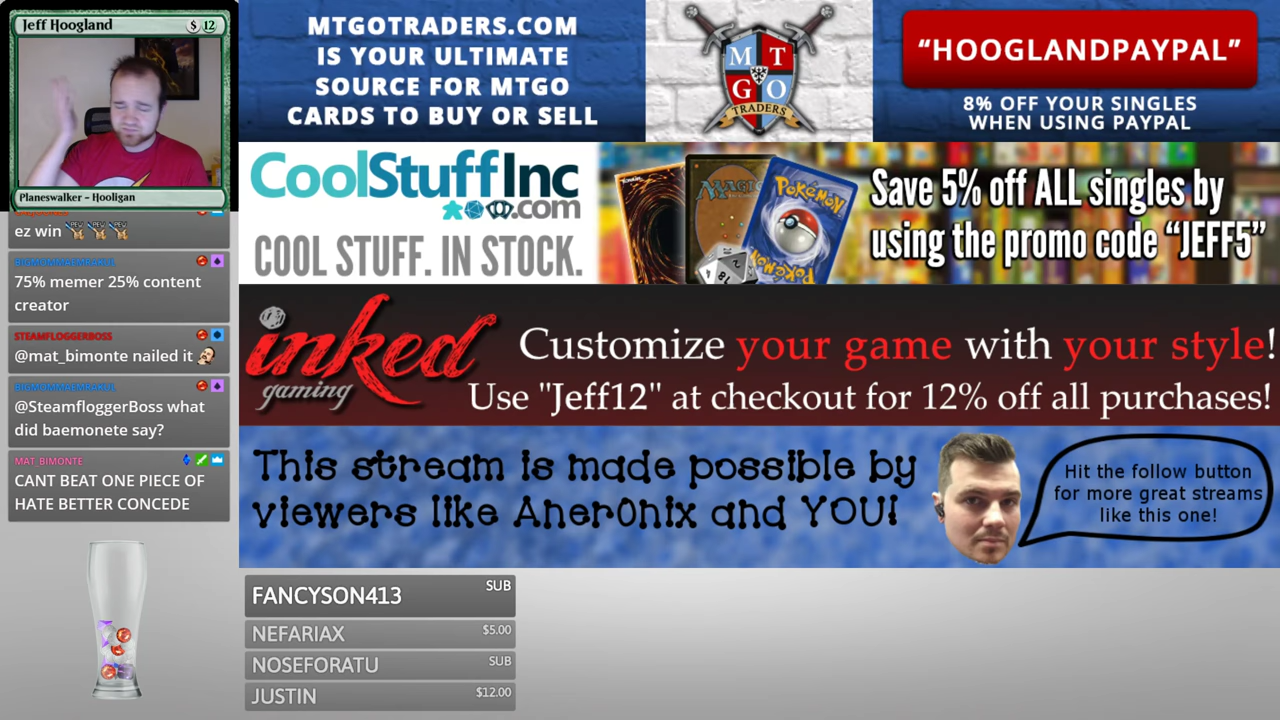 Jeff Hoogland
$ 12
Planeswalker - Hooligan
ez win
75% memer 25% content
creator
STEAMFLOGGERBOSS
@mat_bimonte nailed it
@SteamfloggerBoss what
did baemonete say?
MAT_BIMONTE
CANT BEAT ONE PIECE OF
HATE BETTER CONCEDE
MTGOTRADERS.COM
IS YOUR ULTIMATE
SOURCE FOR MTGO
CARDS TO BUY OR SELL
M T
G O
TRADERS
"HOOGLANDPAYPAL"
8% OFF YOUR SINGLES
WHEN USING PAYPAL
CoolStuffInc
.com
COOL STUFF. IN STOCK.
MAGIC
POKéMON
POKéMON
18
Save 5% off ALL singles by
using the promo code "JEFF5"
inked
gaming
Customize your game with your style!
Use "Jeff12" at checkout for 12% off all purchases!
This stream is made possible by
viewers like Aner0hix and YOU!
Hit the follow button
for more great streams
like this one!
FANCYSON413 SUB
NEFARIAX $5.00
NOSEFORATU SUB
JUSTIN $12.00